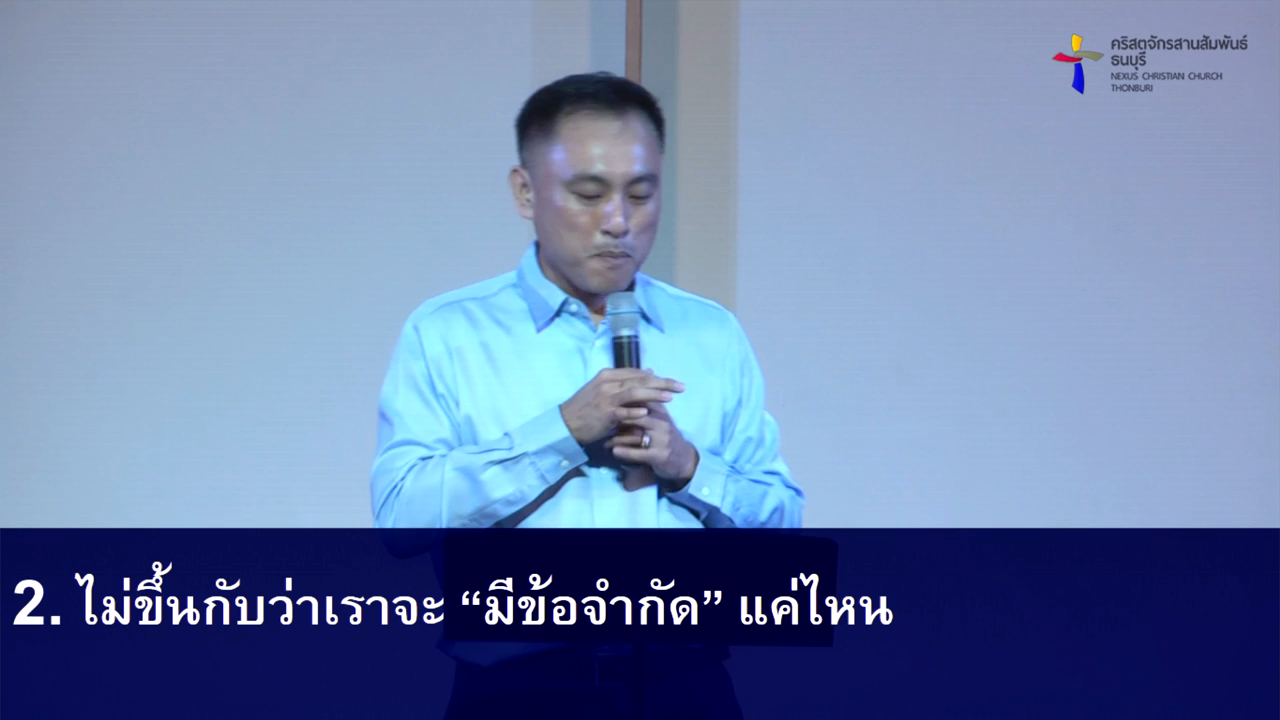 คริสตจักรสานสัมพันธ์
ธนบุรี
NEXUS CHRISTIAN CHURCH
THONBURI
2. ไม่ขึ้นกับว่าเราจะ “มีข้อจำกัด” แค่ไหน